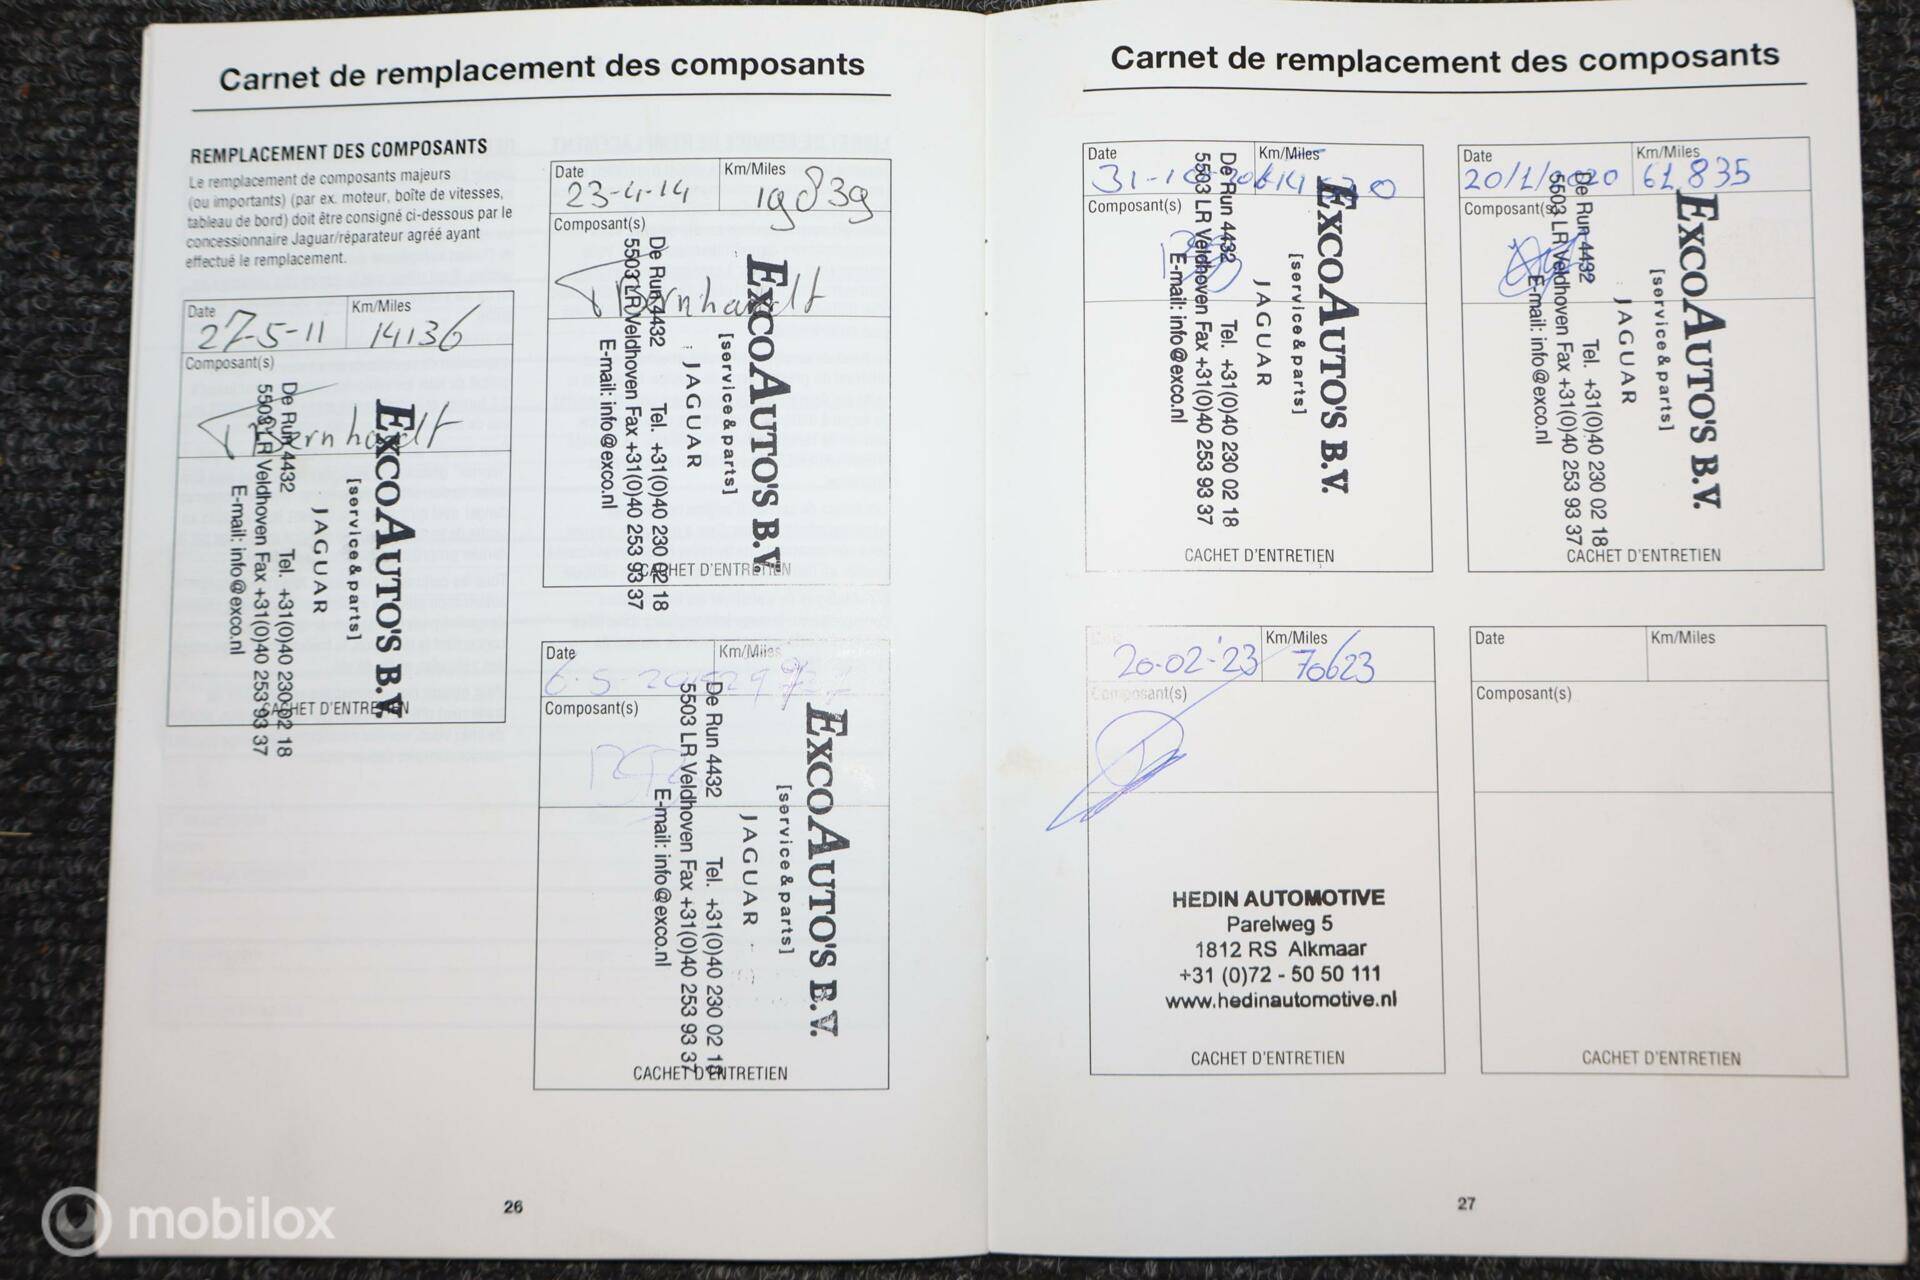 Carnet de remplacement des composants
REMPLACEMENT DES COMPOSANTS
Le remplacement de composants majeurs
(ou importants) (par ex. moteur, boîte de vitesses,
tableau de bord) doit être consigné ci-dessous par le
concessionnaire Jaguar/réparateur agréé ayant
effectué le remplacement.
Date Km/Miles
27-5-11 14136
Composant(s)
EXCOAUTO'S B.V.
[service&parts]
JAGUAR
De Run 4432 Tel. +31(0)40 230 02 18
5503 LR Veldhoven Fax +31(0)40 253 93 37
E-mail: info@exco.nl
CACHET D'ENTRETIEN
Date Km/Miles
23-4-14 19839
Composant(s)
EXCOAUTO'S B.V.
[service&parts]
JAGUAR
De Run 4432 Tel. +31(0)40 230 02 18
5503 LR Veldhoven Fax +31(0)40 253 93 37
E-mail: info@exco.nl
CACHET D'ENTRETIEN
Date Km/Miles
6-5-
Composant(s)
EXCOAUTO'S B.V.
[service&parts]
JAGUAR
De Run 4432 Tel. +31(0)40 230 02 18
5503 LR Veldhoven Fax +31(0)40 253 93 37
E-mail: info@exco.nl
CACHET D'ENTRETIEN
26
Carnet de remplacement des composants
Date Km/Miles
Composant(s)
EXCOAUTO'S B.V.
[service&parts]
JAGUAR
De Run 4432 Tel. +31(0)40 230 02 18
5503 LR Veldhoven Fax +31(0)40 253 93 37
E-mail: info@exco.nl
CACHET D'ENTRETIEN
Date Km/Miles
20/1/2020 61.835
Composant(s)
EXCOAUTO'S B.V.
[service&parts]
JAGUAR
De Run 4432 Tel. +31(0)40 230 02 18
5503 LR Veldhoven Fax +31(0)40 253 93 37
E-mail: info@exco.nl
CACHET D'ENTRETIEN
Km/Miles
20-02-'23 70623
Composant(s)
HEDIN AUTOMOTIVE
Parelweg 5
1812 RS Alkmaar
+31 (0)72 - 50 50 111
www.hedinautomotive.nl
CACHET D'ENTRETIEN
Date Km/Miles
Composant(s)
CACHET D'ENTRETIEN
27
mobilox